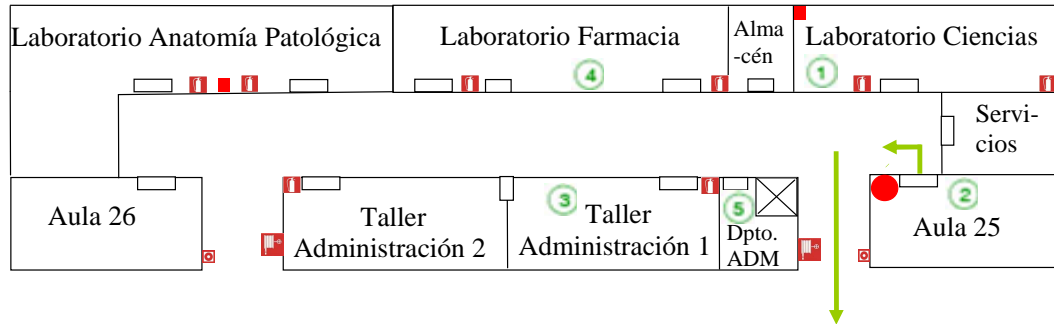 Laboratorio Anatomía Patológica
Laboratorio Farmacia
Alma
-cén
Laboratorio Ciencias
4
1
Servi-
cios
Aula 26
Taller
Administración 2
3
Taller
Administración 1
5
Dpto.
ADM
2
Aula 25